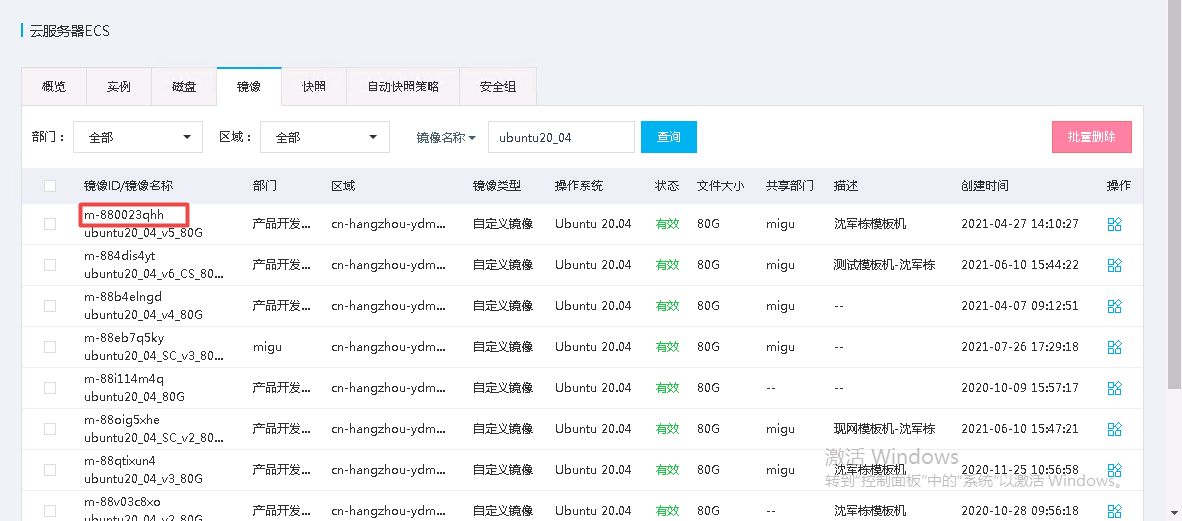 云服务器ECS
概览 实例 磁盘 镜像 快照 自动快照策略 安全组
部门： 全部 区域： 全部 镜像名称 ubuntu20_04 查询 批量删除
镜像ID/镜像名称 部门 区域 镜像类型 操作系统 状态 文件大小 共享部门 描述 创建时间 操作
m-880023qhh
ubuntu20_04_v5_80G 产品开发... cn-hangzhou-ydm... 自定义镜像 Ubuntu 20.04 有效 80G migu 沈军栋模板机 2021-04-27 14:10:27
m-884dis4yt
ubuntu20_04_v6_CS_80... 产品开发... cn-hangzhou-ydm... 自定义镜像 Ubuntu 20.04 有效 80G migu 测试模板机-沈军栋 2021-06-10 15:44:22
m-88b4elngd
ubuntu20_04_v4_80G 产品开发... cn-hangzhou-ydm... 自定义镜像 Ubuntu 20.04 有效 80G migu -- 2021-04-07 09:12:51
m-88eb7q5ky
ubuntu20_04_SC_v3_80... migu cn-hangzhou-ydm... 自定义镜像 Ubuntu 20.04 有效 80G migu -- 2021-07-26 17:29:18
m-88i114m4q
ubuntu20_04_80G 产品开发... cn-hangzhou-ydm... 自定义镜像 Ubuntu 20.04 有效 80G -- -- 2020-10-09 15:57:17
m-88oig5xhe
ubuntu20_04_SC_v2_80... 产品开发... cn-hangzhou-ydm... 自定义镜像 Ubuntu 20.04 有效 80G migu 现网模板机-沈军栋 2021-06-10 15:47:21
m-88qtixun4
ubuntu20_04_v3_80G 产品开发... cn-hangzhou-ydm... 自定义镜像 Ubuntu 20.04 有效 80G migu 沈军栋模板机 2020-11-25 10:56:58
m-88v03c8xo
ubuntu20_04_v2_80G 产品开发... cn-hangzhou-ydm... 自定义镜像 Ubuntu 20.04 有效 80G -- 沈军栋模板机 2020-10-28 09:56:18
激活 Windows
转到"控制面板"中的"系统"以激活 Windows。